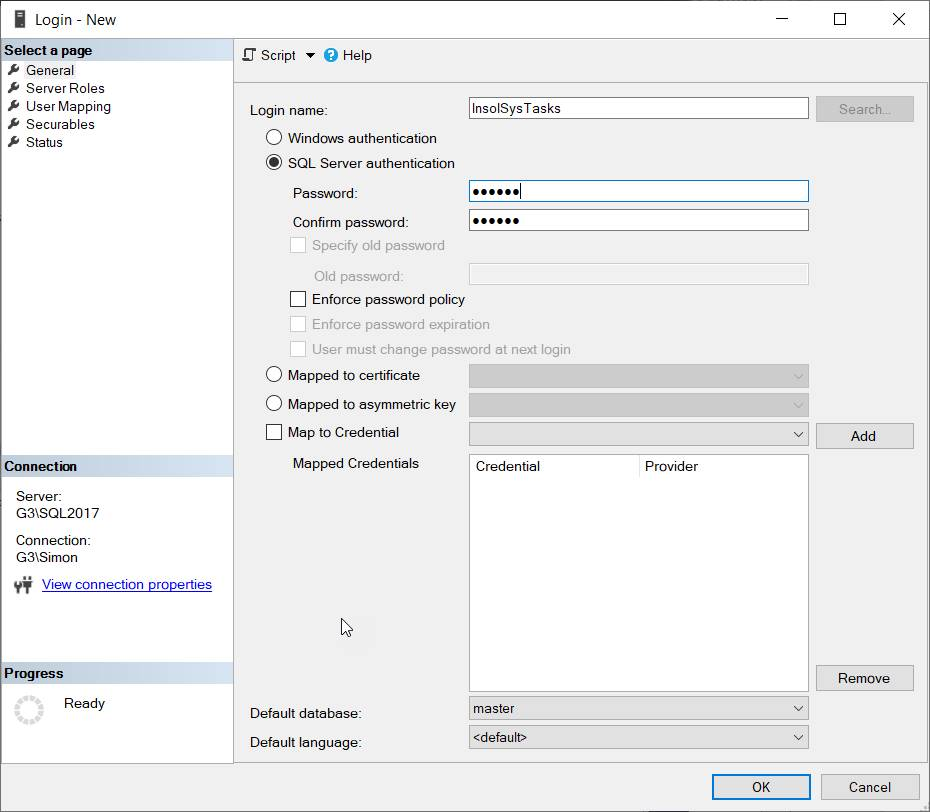 Login - New
Select a page
General
Server Roles
User Mapping
Securables
Status
Script
Help
Login name:
InsolSysTasks
Search...
Windows authentication
SQL Server authentication
Password:
●●●●●●
Confirm password:
●●●●●●
Specify old password
Old password:
Enforce password policy
Enforce password expiration
User must change password at next login
Mapped to certificate
Mapped to asymmetric key
Map to Credential
Add
Mapped Credentials
Credential Provider
Remove
Default database:
master
Default language:
<default>
Connection
Server:
G3\SQL2017
Connection:
G3\Simon
View connection properties
Progress
Ready
OK
Cancel